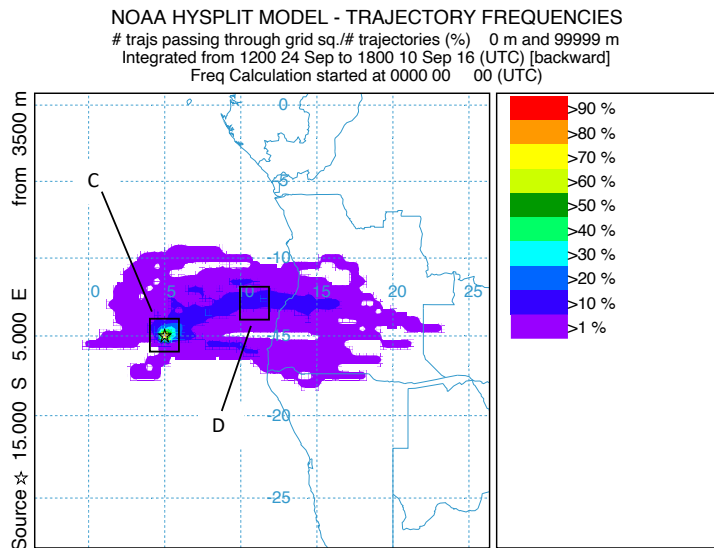 NOAA HYSPLIT MODEL - TRAJECTORY FREQUENCIES
# trajs passing through grid sq./# trajectories (%) 0 m and 99999 m
Integrated from 1200 24 Sep to 1800 10 Sep 16 (UTC) [backward]
Freq Calculation started at 0000 00 00 (UTC)
Source ☆ 15.000 S 5.000 E from 3500 m
C
D
0
-5
-10
0 5 10 15 20
-15
-20
-25
>90 %
>80 %
>70 %
>60 %
>50 %
>40 %
>30 %
>20 %
>10 %
>1 %